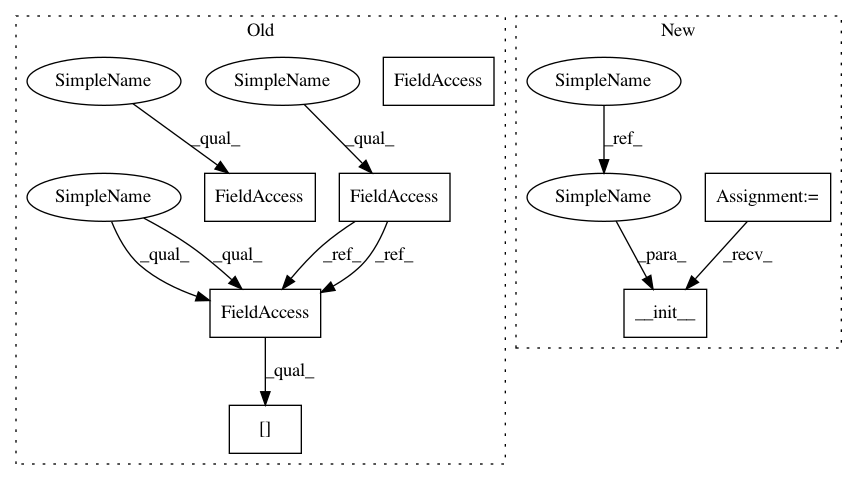 Old
New
SimpleName
SimpleName
FieldAccess
SimpleName
_qual_
_qual_
_ref_
SimpleName
FieldAccess
FieldAccess
SimpleName
Assignment:=
_qual_
_qual_
_ref_
_ref_
_para_
_recv_
FieldAccess
__init__
_qual_
[]